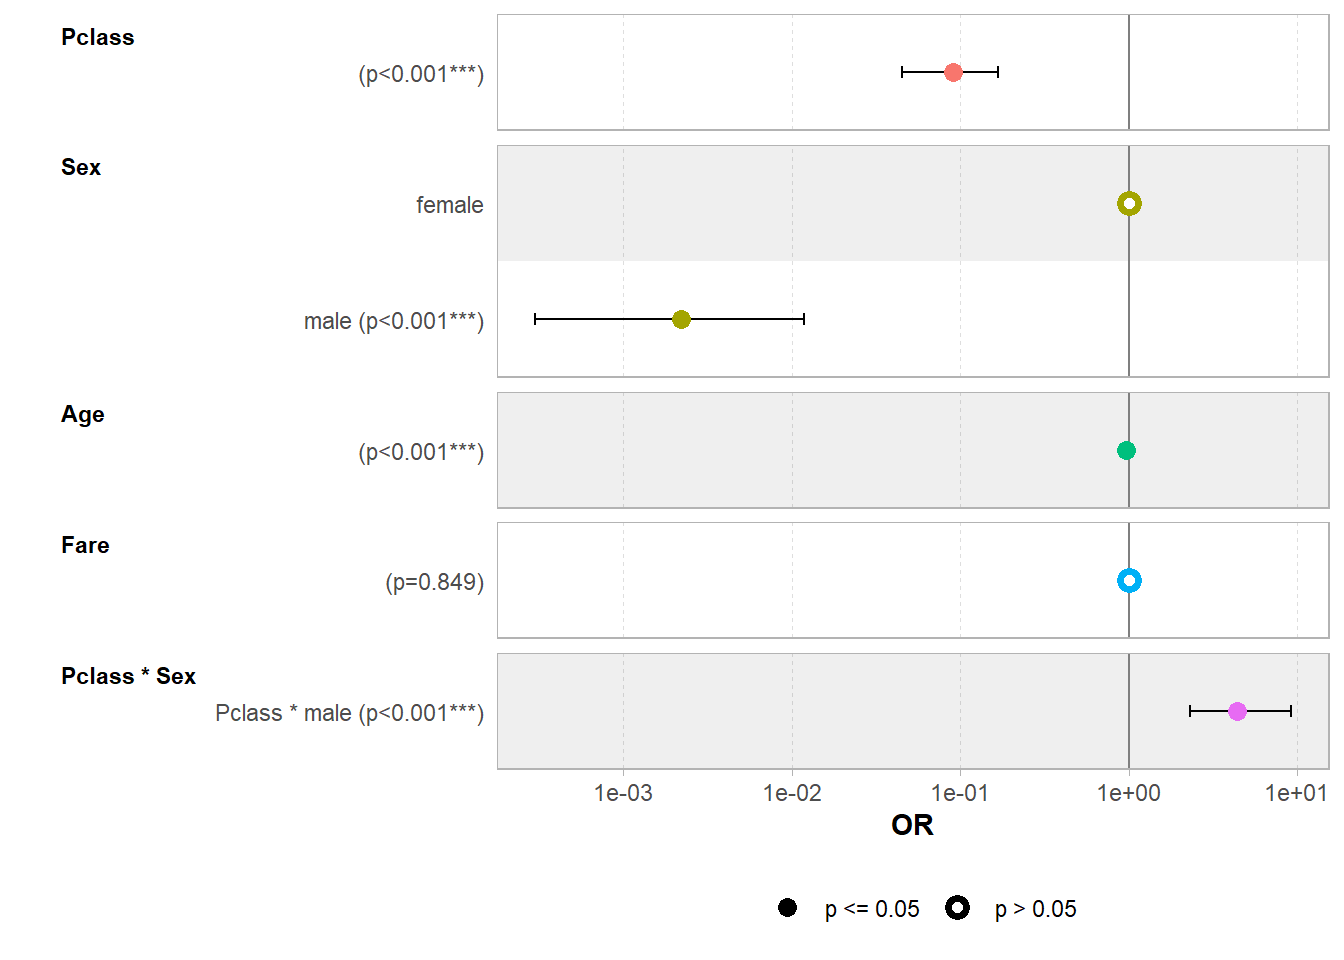 Pclass
(p<0.001***)
Sex
female
male (p<0.001***)
Age
(p<0.001***)
Fare
(p=0.849)
Pclass * Sex
Pclass * male (p<0.001***)
1e-03 1e-02 1e-01 1e+00 1e+01
OR
p <= 0.05 p > 0.05